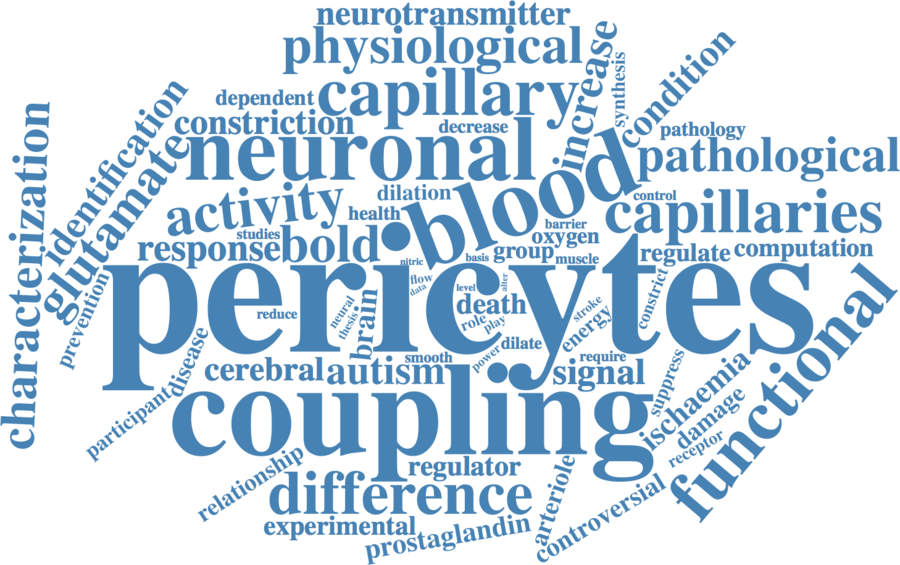 neurotransmitter
physiological
increase
synthesis
condition
capillary
dependent
constriction
decrease
pathology
neuronal
blood
pathological
characterization
identification
glutamate
dilation
control
activity
health
capillaries
barrier
studies
oxygen
response
bold
group
regulate
computation
basis
muscle
nitric
pericytes
flow
data
level
alter
death
prevention
reduce
neural
thesis
brain
role
play
stroke
energy
constrict
functional
disease
smooth
power
dilate
require
cerebral
autism
signal
suppress
ischaemia
participant
coupling
damage
receptor
relationship
regulator
difference
arteriole
controversial
experimental
prostaglandin